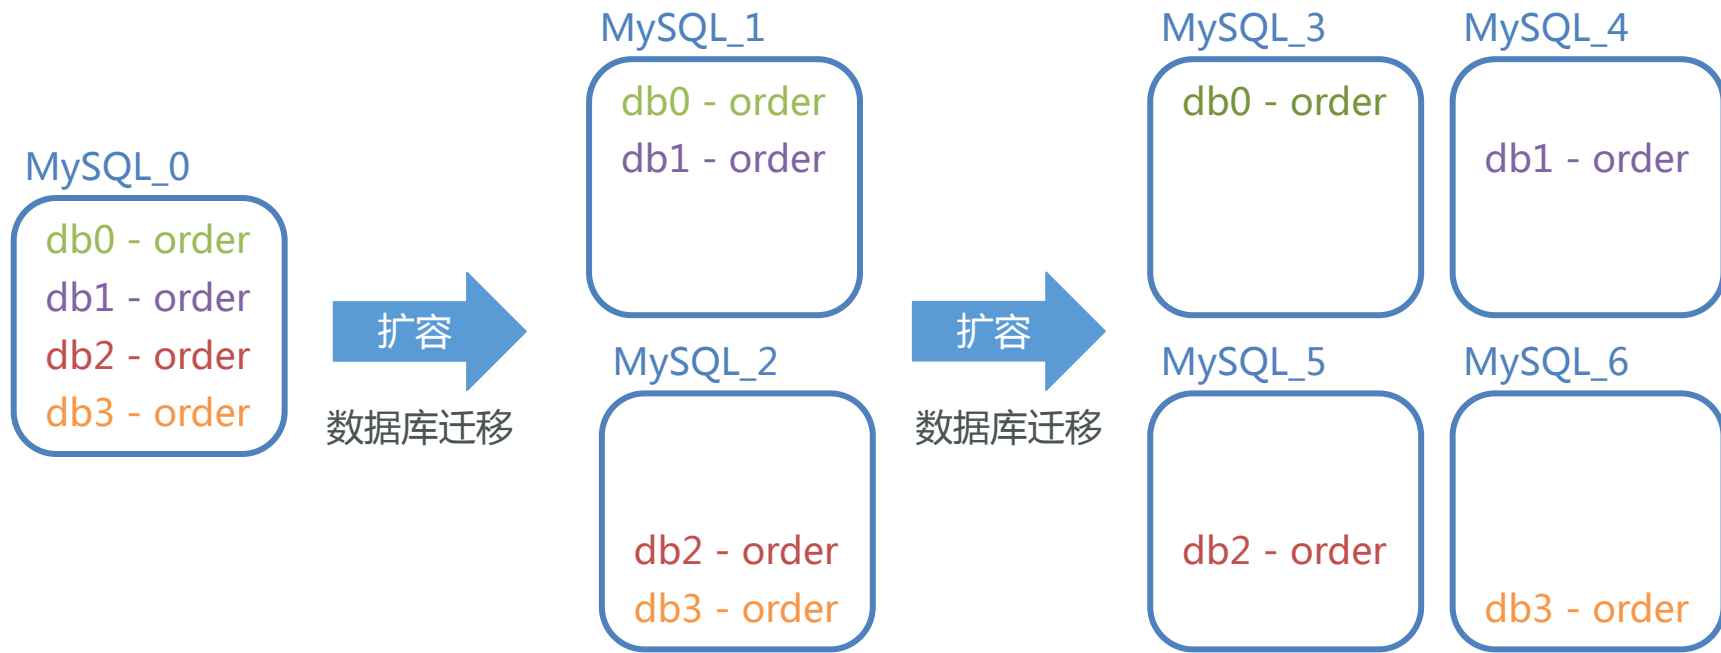 MySQL_0
db0 - order
db1 - order
db2 - order
db3 - order
扩容
数据库迁移
MySQL_1
db0 - order
db1 - order
MySQL_2
db2 - order
db3 - order
扩容
数据库迁移
MySQL_3
db0 - order
MySQL_4
db1 - order
MySQL_5
db2 - order
MySQL_6
db3 - order